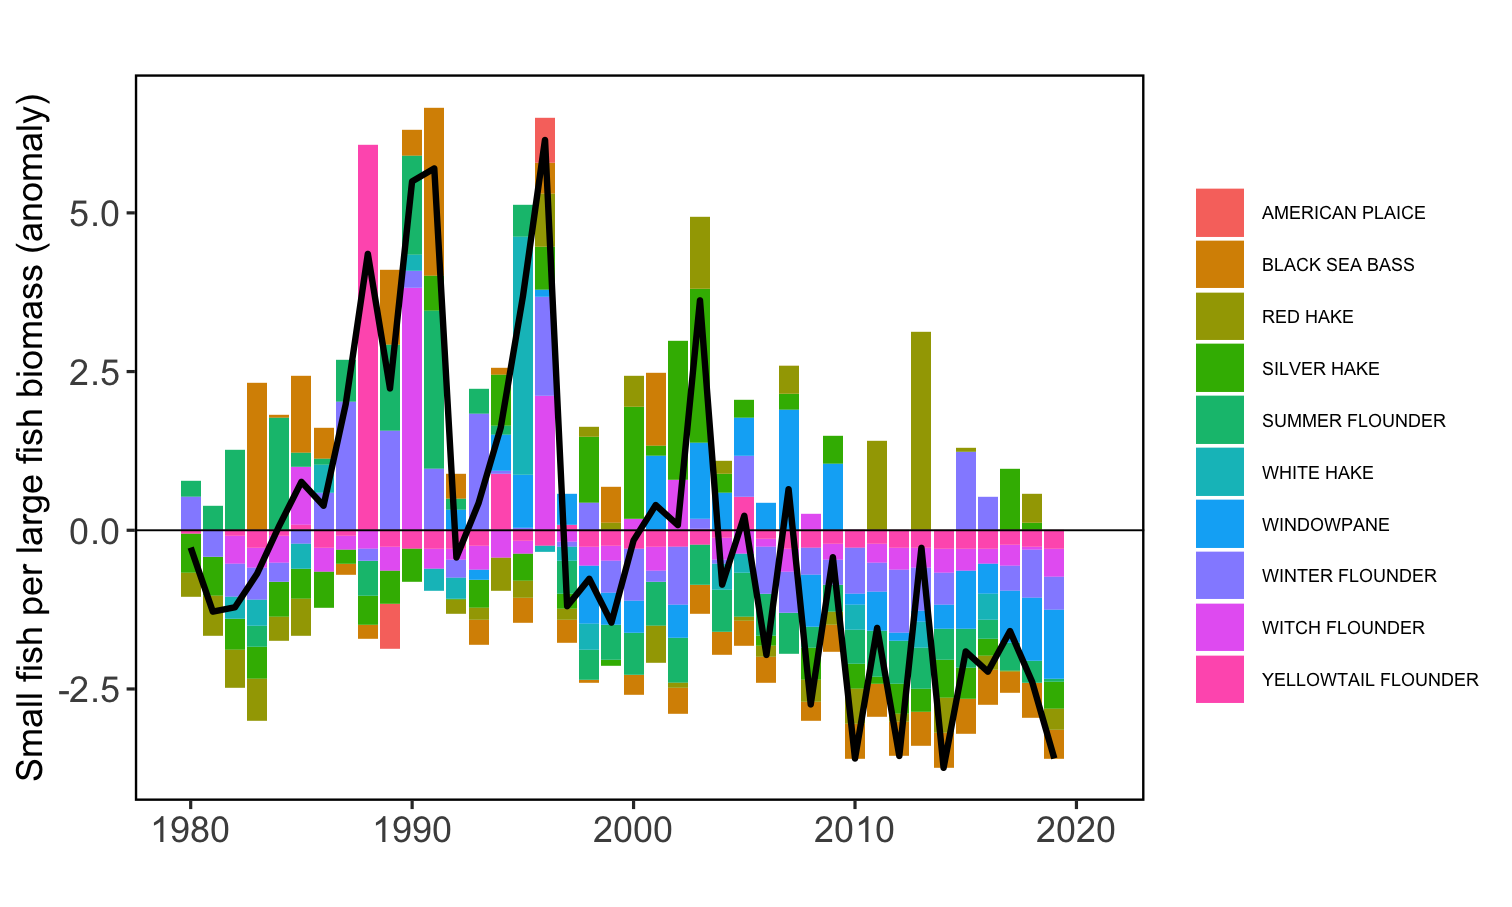 Small fish per large fish biomass (anomaly)
5.0
2.5
0.0
-2.5
1980
1990
2000
2010
2020
AMERICAN PLAICE
BLACK SEA BASS
RED HAKE
SILVER HAKE
SUMMER FLOUNDER
WHITE HAKE
WINDOWPANE
WINTER FLOUNDER
WITCH FLOUNDER
YELLOWTAIL FLOUNDER